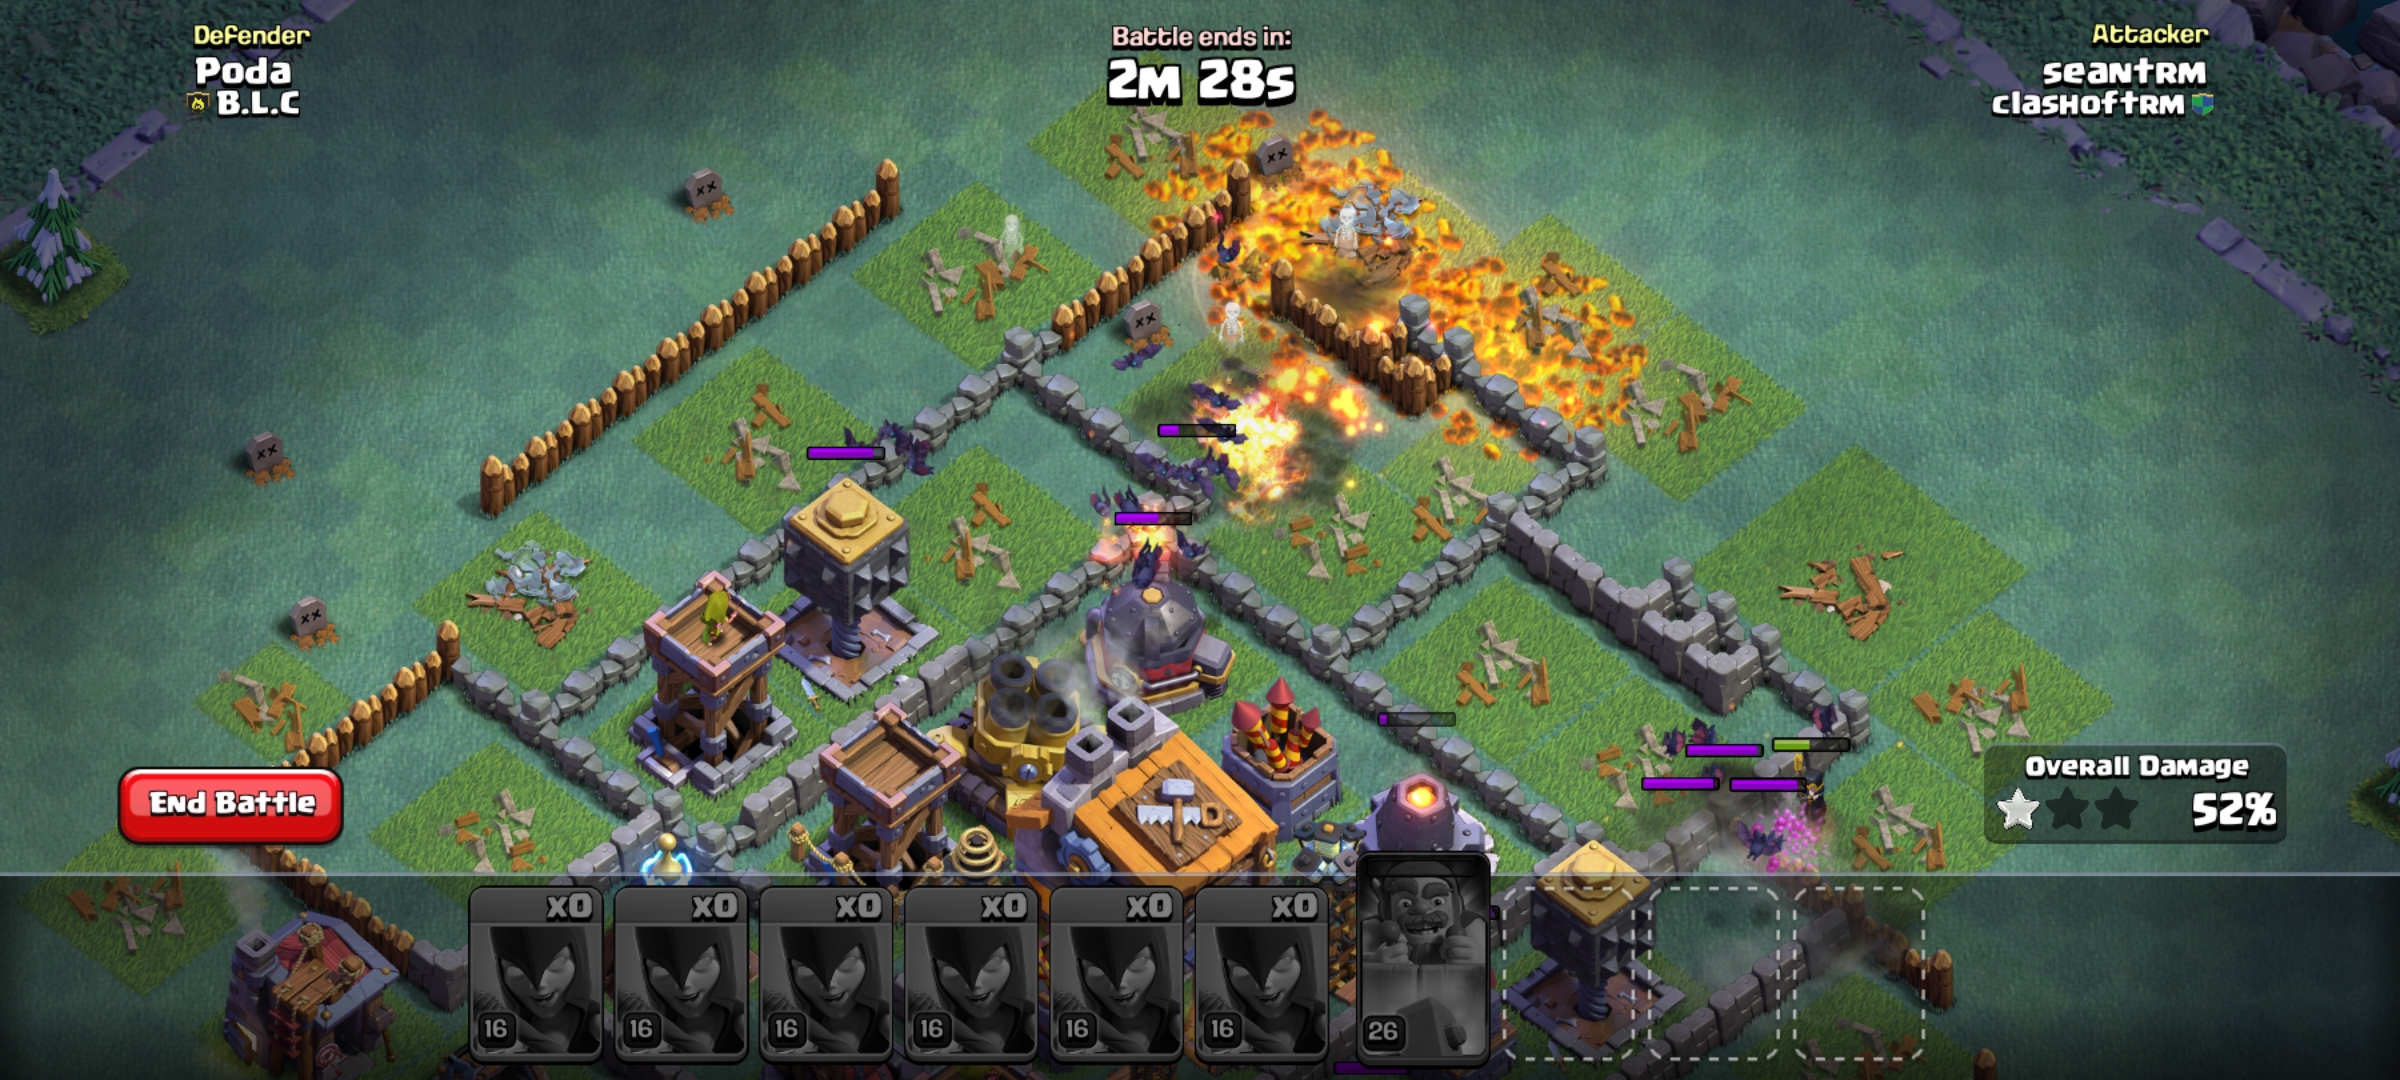 Defender
Poda
B.L.C
Battle ends in:
2M 28s
Attacker
seantRM
clashoftRM
End Battle
Overall Damage
52%
x0 x0 x0 x0 x0 x0
16 16 16 16 16 16 26